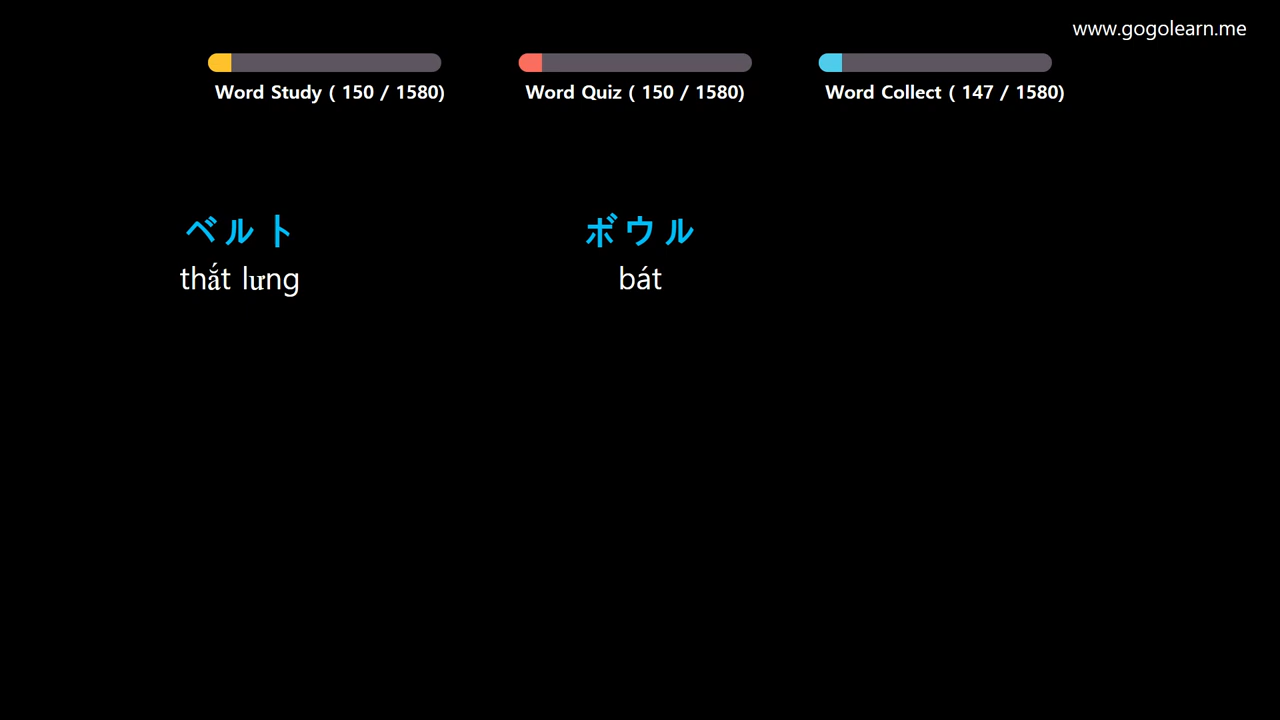 www.gogolearn.me
Word Study ( 150 / 1580)
Word Quiz ( 150 / 1580)
Word Collect ( 147 / 1580)
ベルト
thắt lưng
ボウル
bát